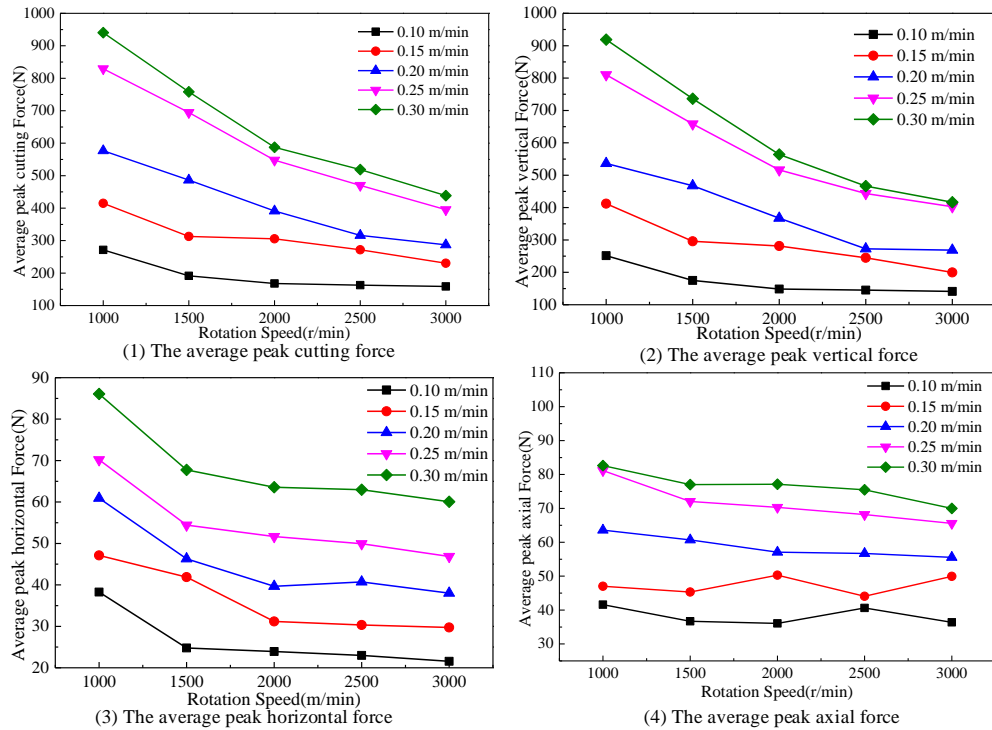 1000
900
800
700
600
500
400
300
200
100
Average peak cutting Force(N)
0.10 m/min
0.15 m/min
0.20 m/min
0.25 m/min
0.30 m/min
1000 1500 2000 2500 3000
Rotation Speed(r/min)
(1) The average peak cutting force
1000
900
800
700
600
500
400
300
200
100
Average peak vertical Force(N)
0.10 m/min
0.15 m/min
0.20 m/min
0.25 m/min
0.30 m/min
1000 1500 2000 2500 3000
Rotation Speed(r/min)
(2) The average peak vertical force
90
80
70
60
50
40
30
20
Average peak horizontal Force(N)
0.10 m/min
0.15 m/min
0.20 m/min
0.25 m/min
0.30 m/min
1000 1500 2000 2500 3000
Rotation Speed(m/min)
(3) The average peak horizontal force
110
100
90
80
70
60
50
40
30
Average peak axial Force(N)
0.10 m/min
0.15 m/min
0.20 m/min
0.25 m/min
0.30 m/min
1000 1500 2000 2500 3000
Rotation Speed(r/min)
(4) The average peak axial force